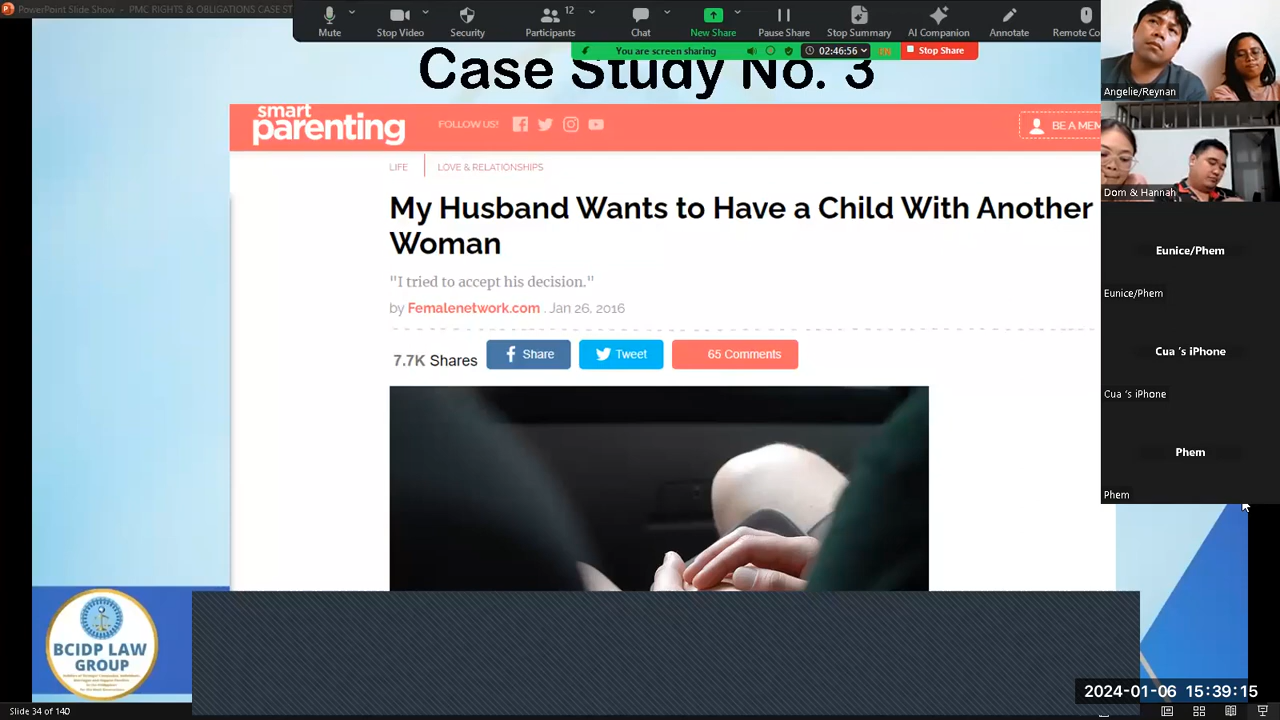 PowerPoint Slide Show - PMC RIGHTS & OBLIGATIONS CASE ST
Mute
Stop Video
Security
12
Participants
Chat
New Share
Pause Share
Stop Summary
AI Companion
Annotate
Remote Co
You are screen sharing
02:46:56
Stop Share
Case Study No. 3
smart
parenting
FOLLOW US!
BE A MEM
LIFE
LOVE & RELATIONSHIPS
My Husband Wants to Have a Child With Another
Woman
"I tried to accept his decision."
by Femalenetwork.com . Jan 26, 2016
7.7K Shares
Share
Tweet
65 Comments
Angelie/Reynan
Dom & Hannah
Eunice/Phem
Eunice/Phem
Cua 's iPhone
Cua 's iPhone
Phem
Phem
BCIDP LAW
GROUP
2024-01-06 15:39:15
Slide 34 of 140